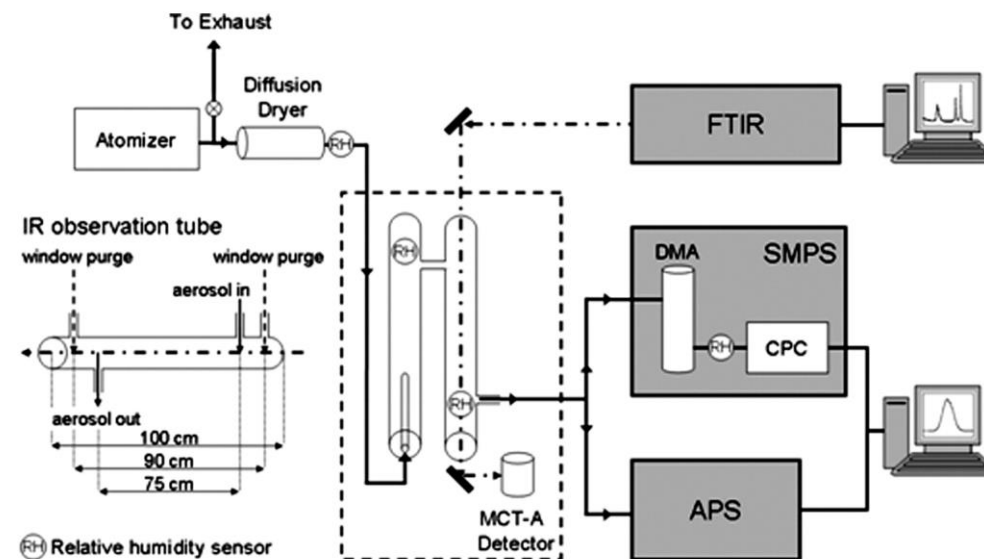 To Exhaust
Diffusion
Dryer
Atomizer
RH
FTIR
IR observation tube
window purge
window purge
aerosol in
aerosol out
100 cm
90 cm
75 cm
RH
RH
MCT-A
Detector
DMA
SMPS
RH
CPC
APS
RH Relative humidity sensor